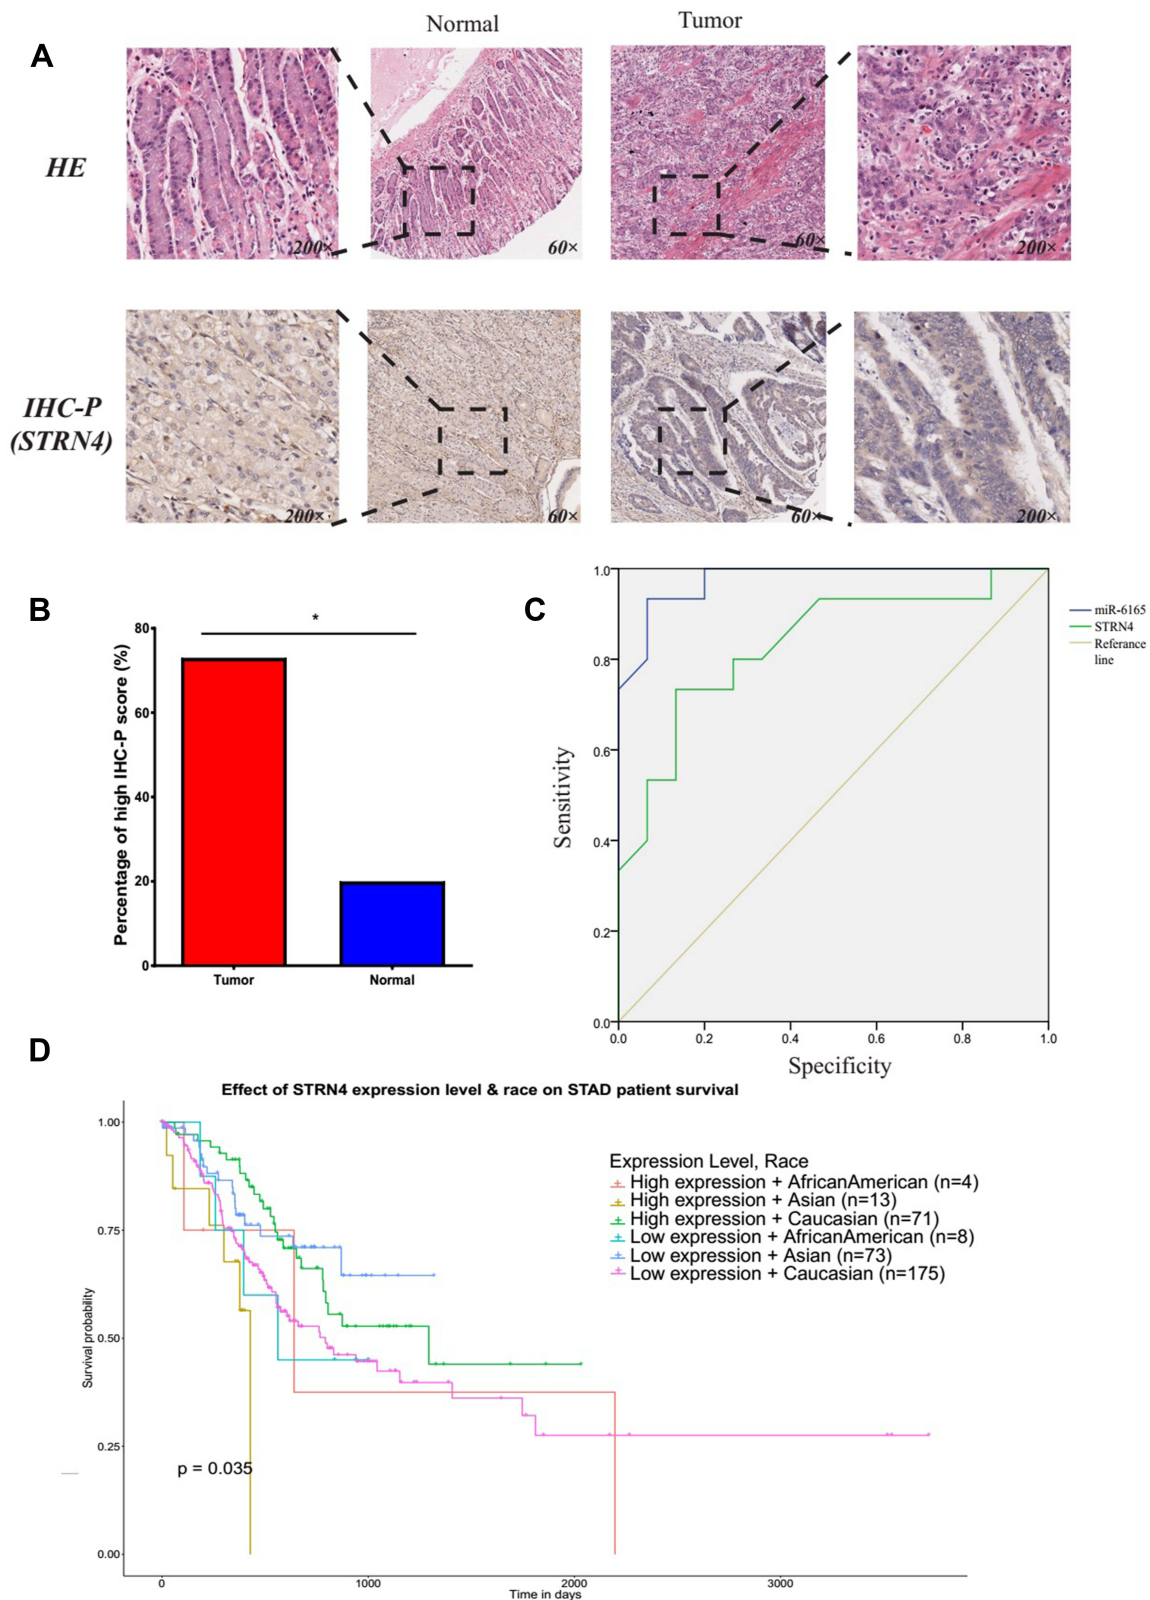 Normal
Tumor
A
HE
200×
60×
60×
200×
IHC-P
(STRN4)
200×
60×
60×
200×
B
Percentage of high IHC-P score (%)
80
60
40
20
0
*
Tumor
Normal
C
Sensitivity
1.0
0.8
0.6
0.4
0.2
0.0
0.0
0.2
0.4
0.6
0.8
1.0
Specificity
miR-6165
STRN4
Referance
line
D
Effect of STRN4 expression level & race on STAD patient survival
Survival probability
1.00
0.75
0.50
0.25
0.00
p = 0.035
0
1000
2000
3000
Time in days
Expression Level, Race
High expression + AfricanAmerican (n=4)
High expression + Asian (n=13)
High expression + Caucasian (n=71)
Low expression + AfricanAmerican (n=8)
Low expression + Asian (n=73)
Low expression + Caucasian (n=175)